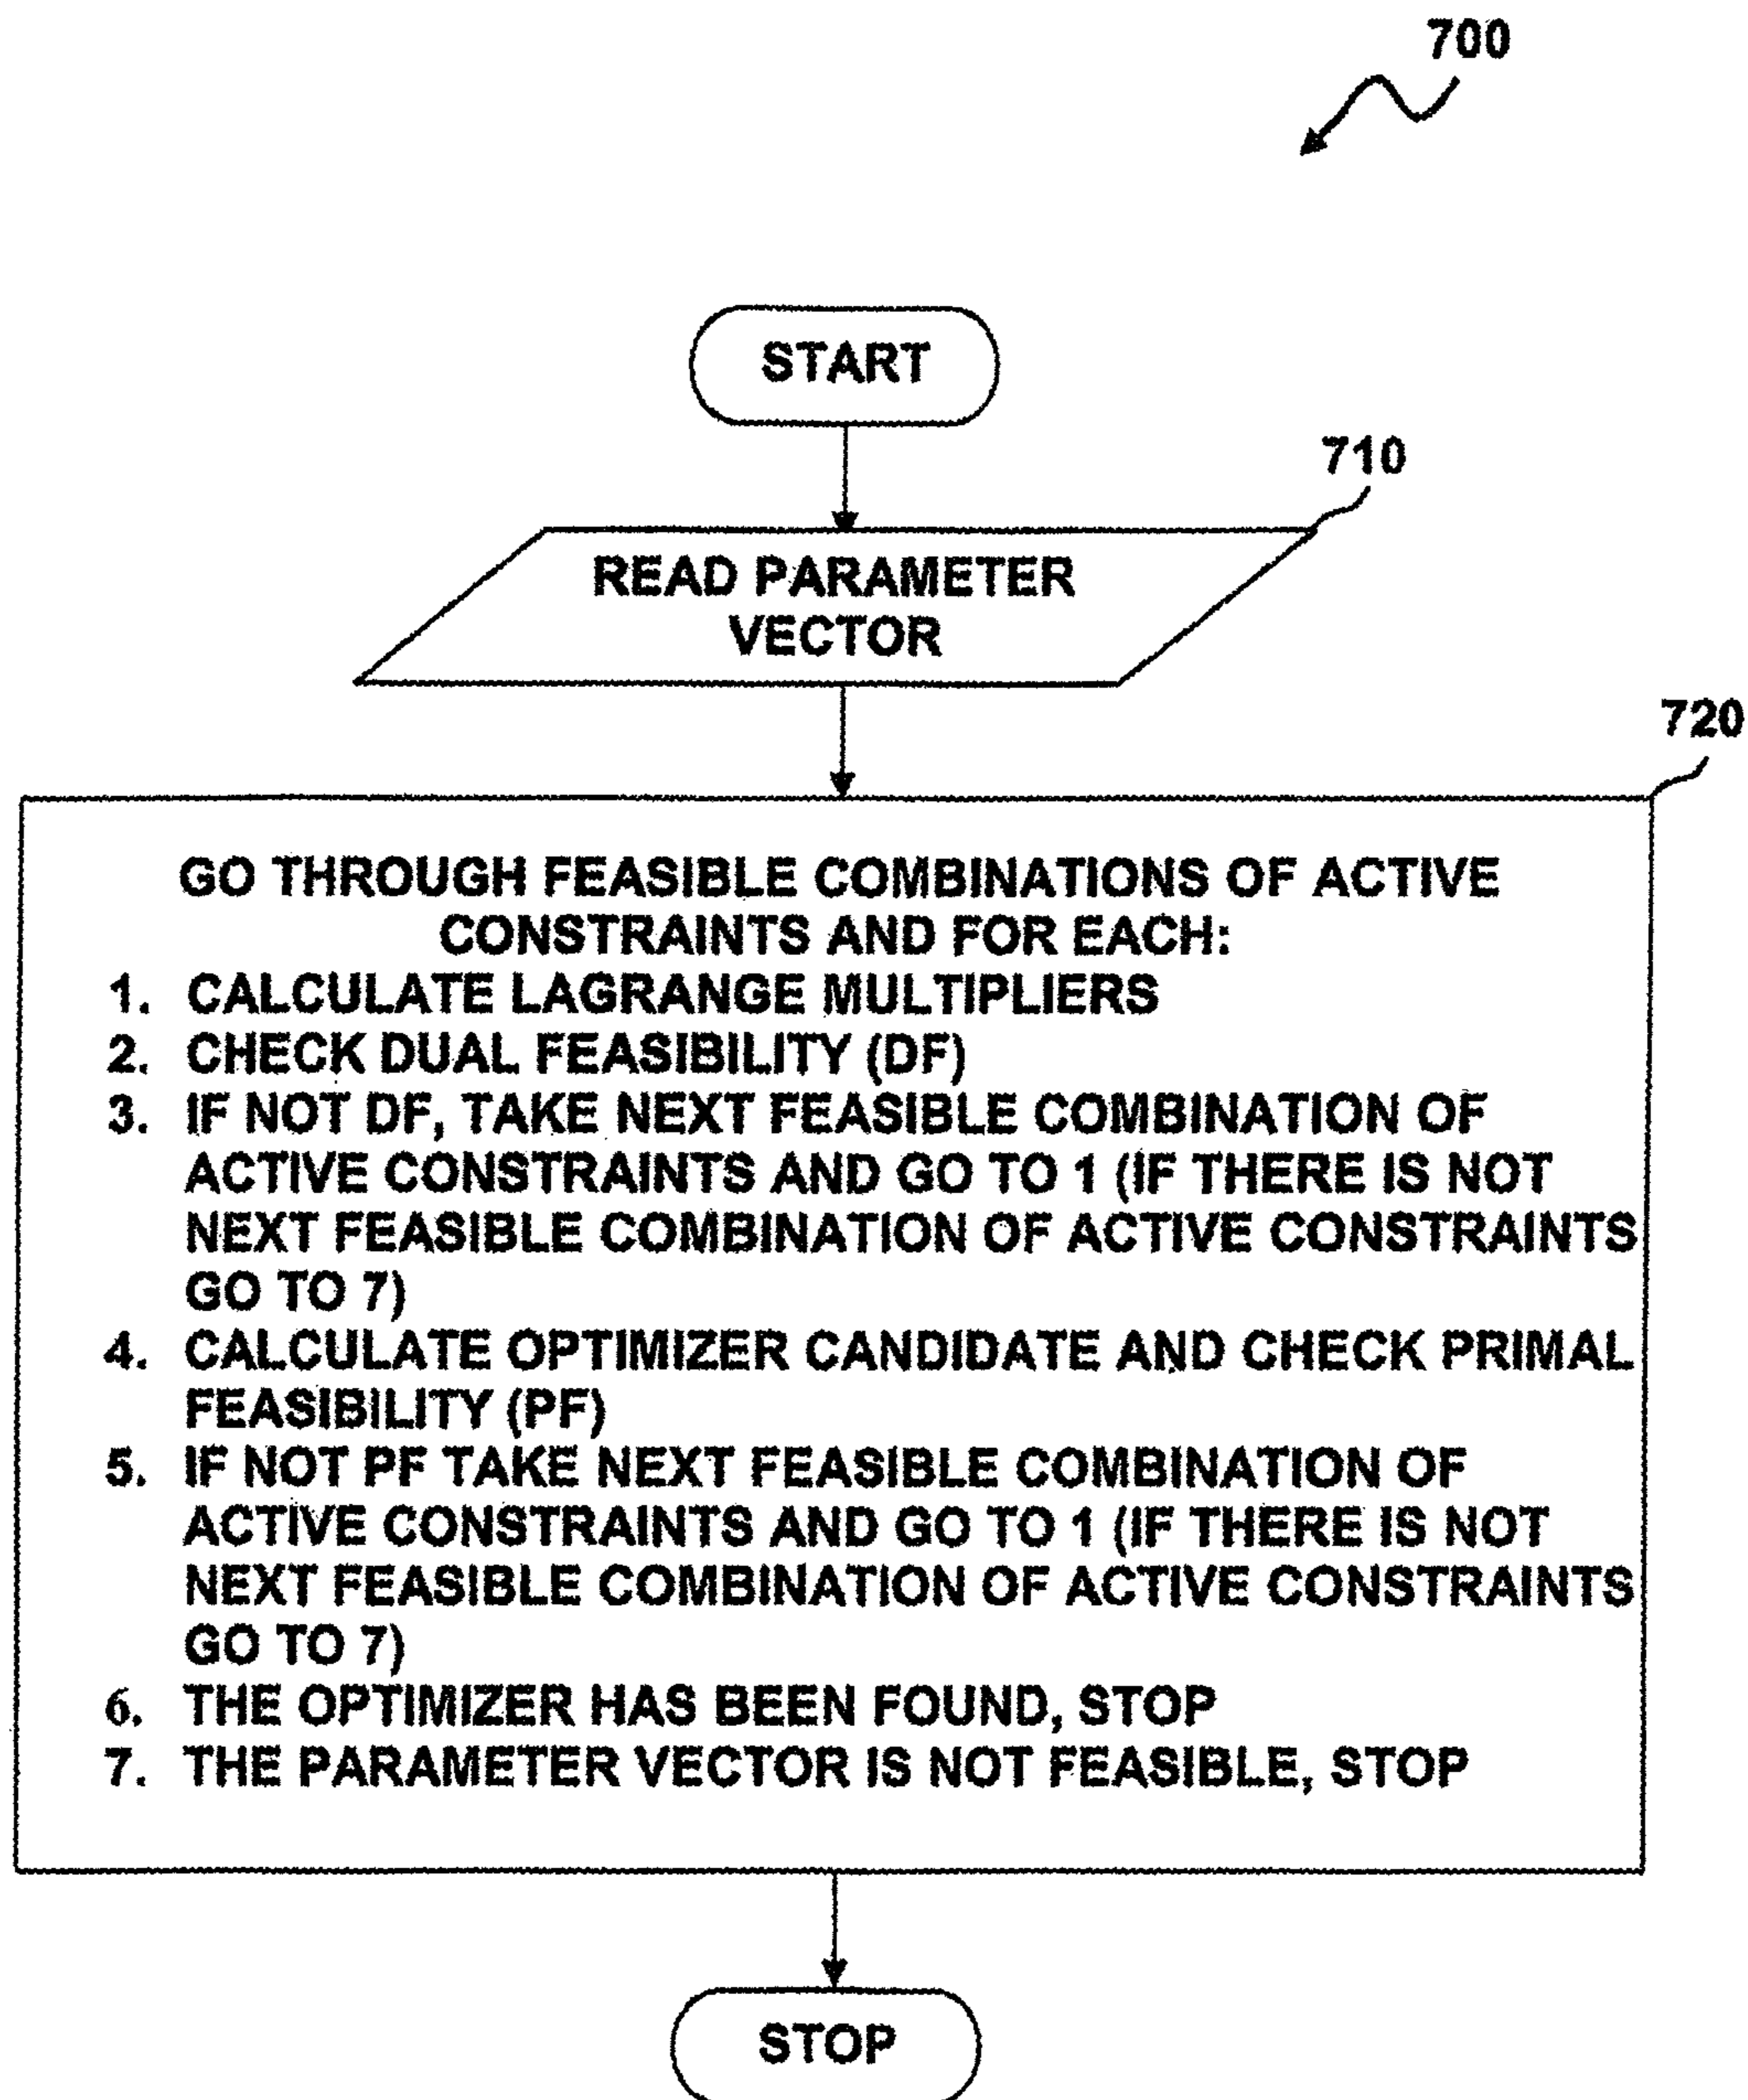 700
START
710
READ PARAMETER
VECTOR
720
GO THROUGH FEASIBLE COMBINATIONS OF ACTIVE
CONSTRAINTS AND FOR EACH:
1. CALCULATE LAGRANGE MULTIPLIERS
2. CHECK DUAL FEASIBILITY (DF)
3. IF NOT DF, TAKE NEXT FEASIBLE COMBINATION OF
ACTIVE CONSTRAINTS AND GO TO 1 (IF THERE IS NOT
NEXT FEASIBLE COMBINATION OF ACTIVE CONSTRAINTS
GO TO 7)
4. CALCULATE OPTIMIZER CANDIDATE AND CHECK PRIMAL
FEASIBILITY (PF)
5. IF NOT PF TAKE NEXT FEASIBLE COMBINATION OF
ACTIVE CONSTRAINTS AND GO TO 1 (IF THERE IS NOT
NEXT FEASIBLE COMBINATION OF ACTIVE CONSTRAINTS
GO TO 7)
6. THE OPTIMIZER HAS BEEN FOUND, STOP
7. THE PARAMETER VECTOR IS NOT FEASIBLE, STOP
STOP